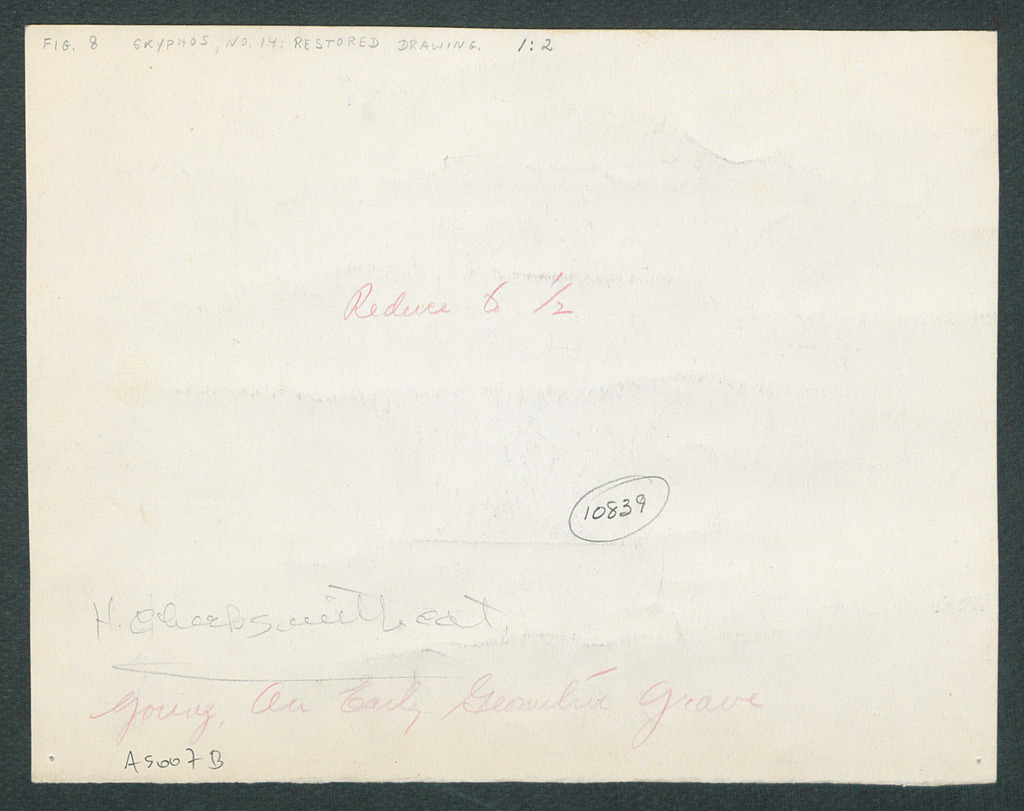 FIG. 8 SKYPHOS, NO. 14: RESTORED DRAWING. 1:2
Reduce to 1/2
10839
H.
Young, An Early Geometric Grave
A5007B